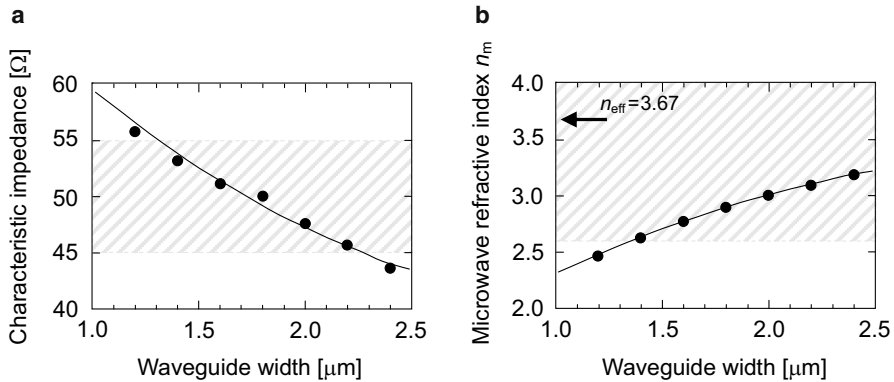 a
Characteristic impedance [Ω]
60
55
50
45
40
1.0 1.5 2.0 2.5
Waveguide width [μm]
b
Microwave refractive index nm
4.0
3.5
3.0
2.5
2.0
neff=3.67
1.0 1.5 2.0 2.5
Waveguide width [μm]